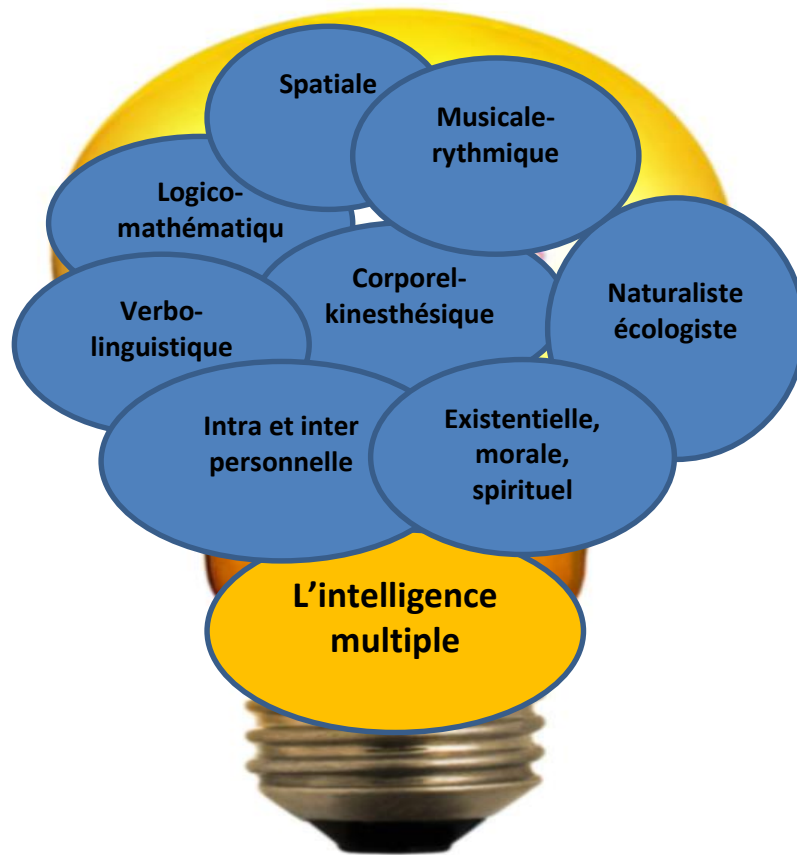 Spatiale
Musicale-
rythmique
Logico-
mathématiqu
Corporel-
kinesthésique
Naturaliste
écologiste
Verbo-
linguistique
Intra et inter
personnelle
Existentielle,
morale,
spirituel
L’intelligence
multiple